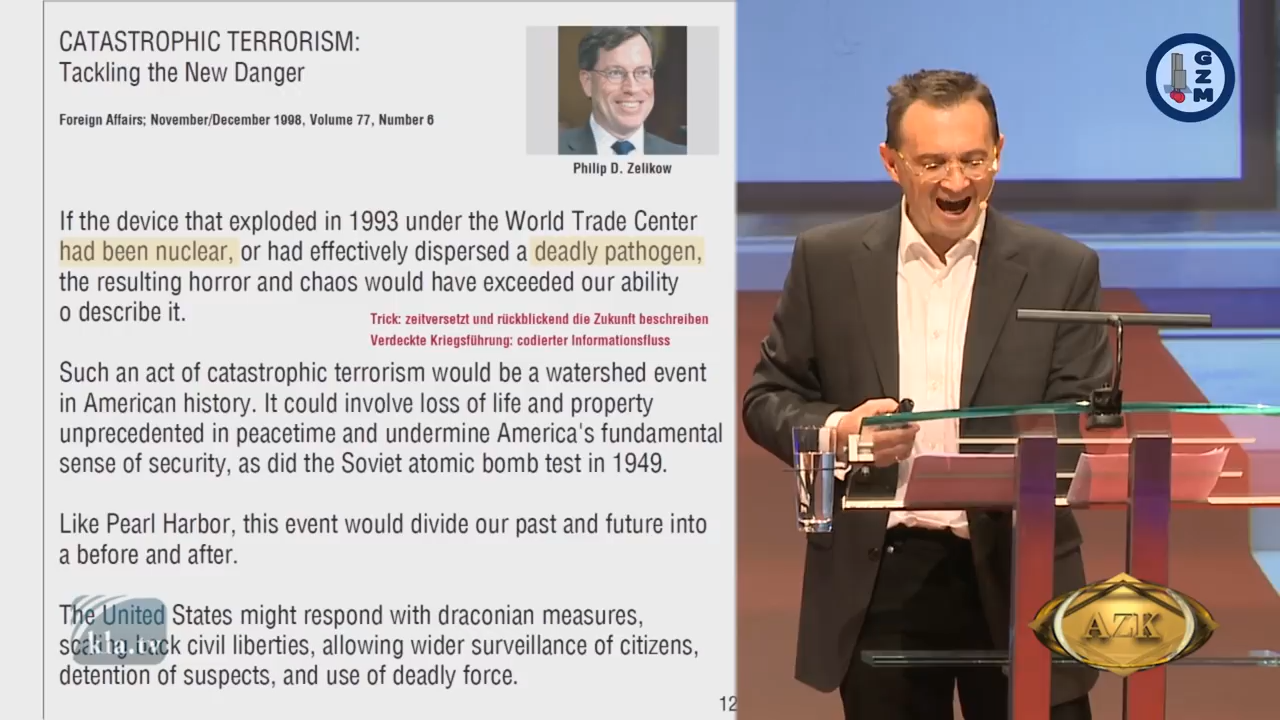 CATASTROPHIC TERRORISM:
Tackling the New Danger
Foreign Affairs; November/December 1998, Volume 77, Number 6
Philip D. Zelikow
If the device that exploded in 1993 under the World Trade Center
had been nuclear, or had effectively dispersed a deadly pathogen,
the resulting horror and chaos would have exceeded our ability
o describe it.
Trick: zeitversetzt und rückblickend die Zukunft beschreiben
Verdeckte Kriegsführung: codierter Informationsfluss
Such an act of catastrophic terrorism would be a watershed event
in American history. It could involve loss of life and property
unprecedented in peacetime and undermine America's fundamental
sense of security, as did the Soviet atomic bomb test in 1949.
Like Pearl Harbor, this event would divide our past and future into
a before and after.
The United States might respond with draconian measures,
scaling back civil liberties, allowing wider surveillance of citizens,
detention of suspects, and use of deadly force.
12
kla.tv
GZM
AZK